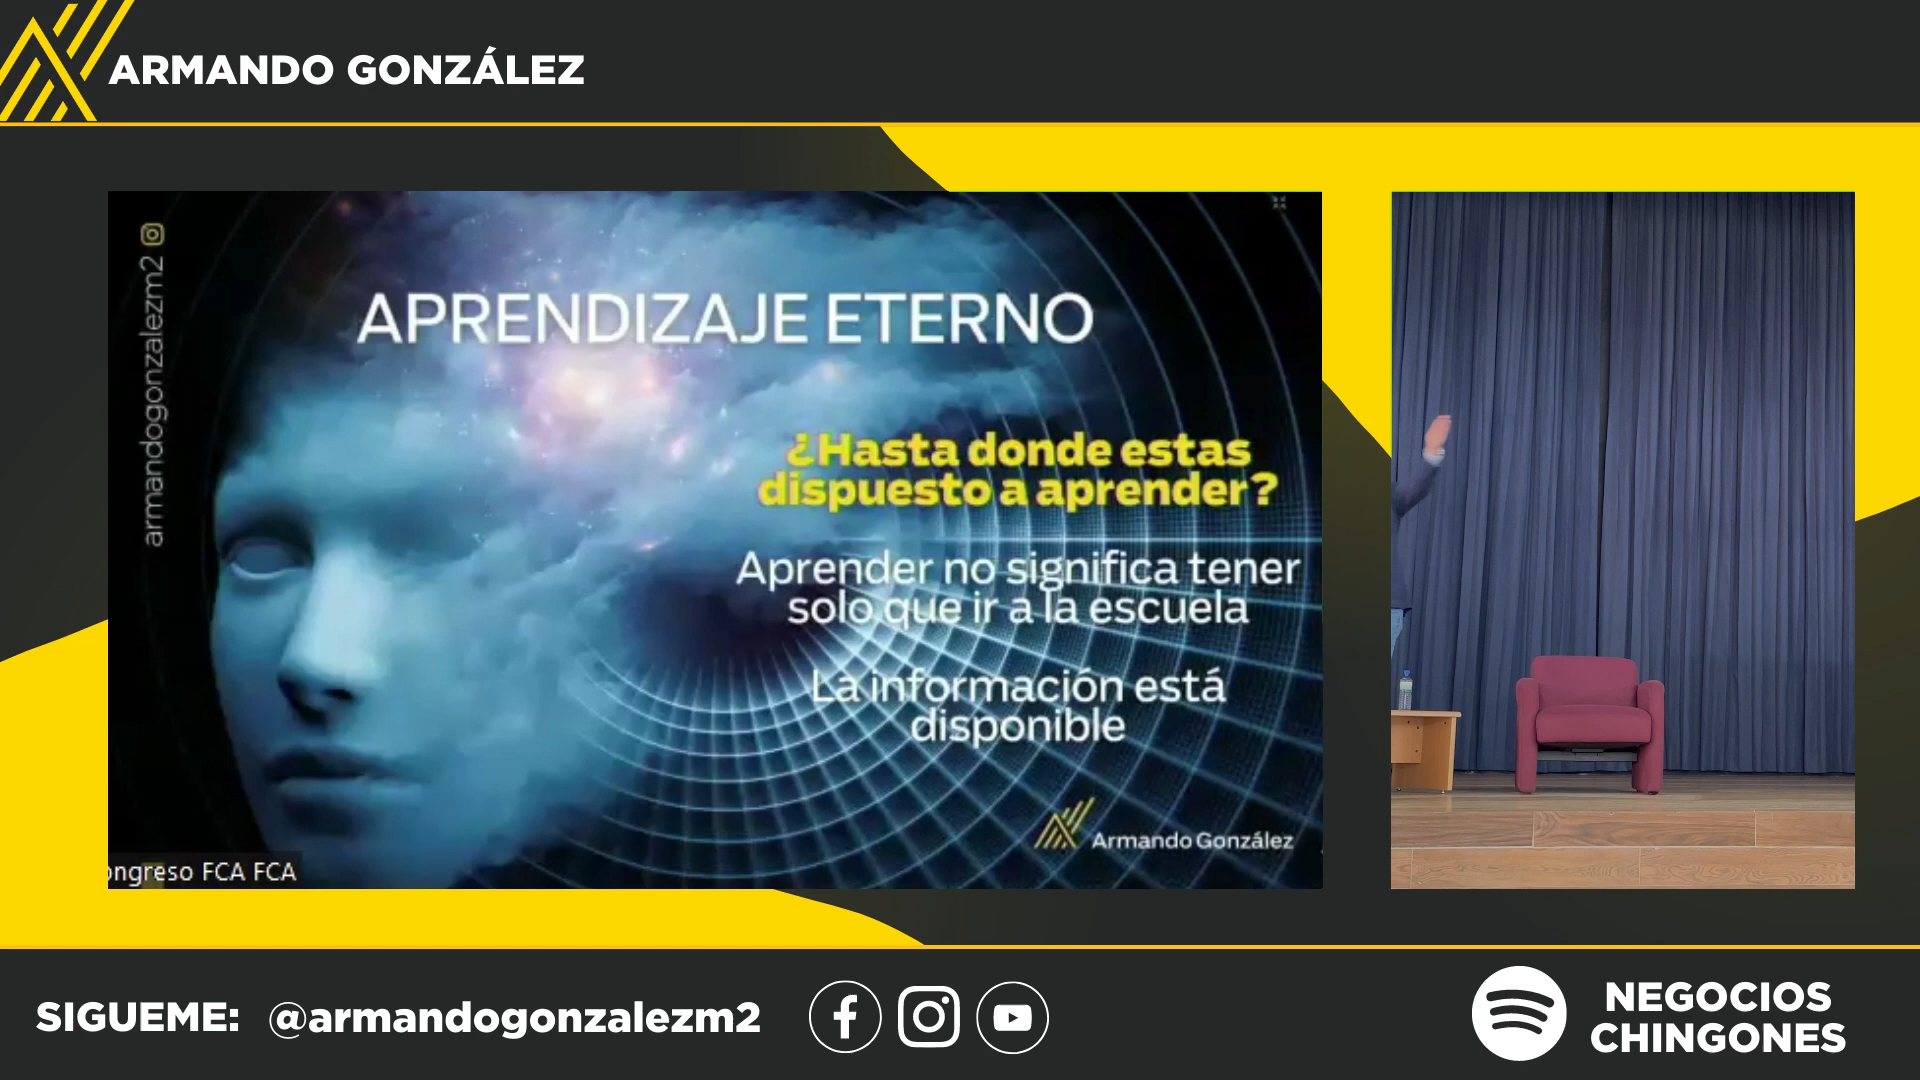 ARMANDO GONZÁLEZ
armandogonzalezm2
APRENDIZAJE ETERNO
¿Hasta donde estas
dispuesto a aprender?
Aprender no significa tener
solo que ir a la escuela
La información está
disponible
Armando González
ongreso FCA FCA
SIGUEME: @armandogonzalezm2
NEGOCIOS
CHINGONES